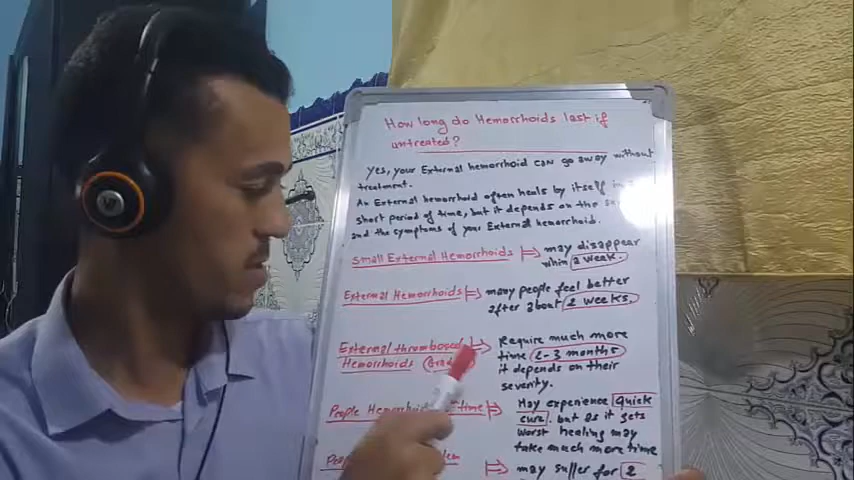 How long do Hemorrhoids last if
untreated?
Yes, your External hemorrhoid can go away without
treatment.
An External hemorrhoid often heals by itself in a
short period of time, but it depends on the size
and the symptoms of your External hemorrhoid.
Small External Hemorrhoids ⇒ may disappear
within a week.
External Hemorrhoids ⇒ many People feel better
after about 2 weeks
External thrombosed ⇒ Require much more
Hemorrhoids time 2-3 months
it depends on their
severity.
People ⇒ May experience quick
cure. but as it gets
worst healing may
take much more time
⇒ may suffer for 2